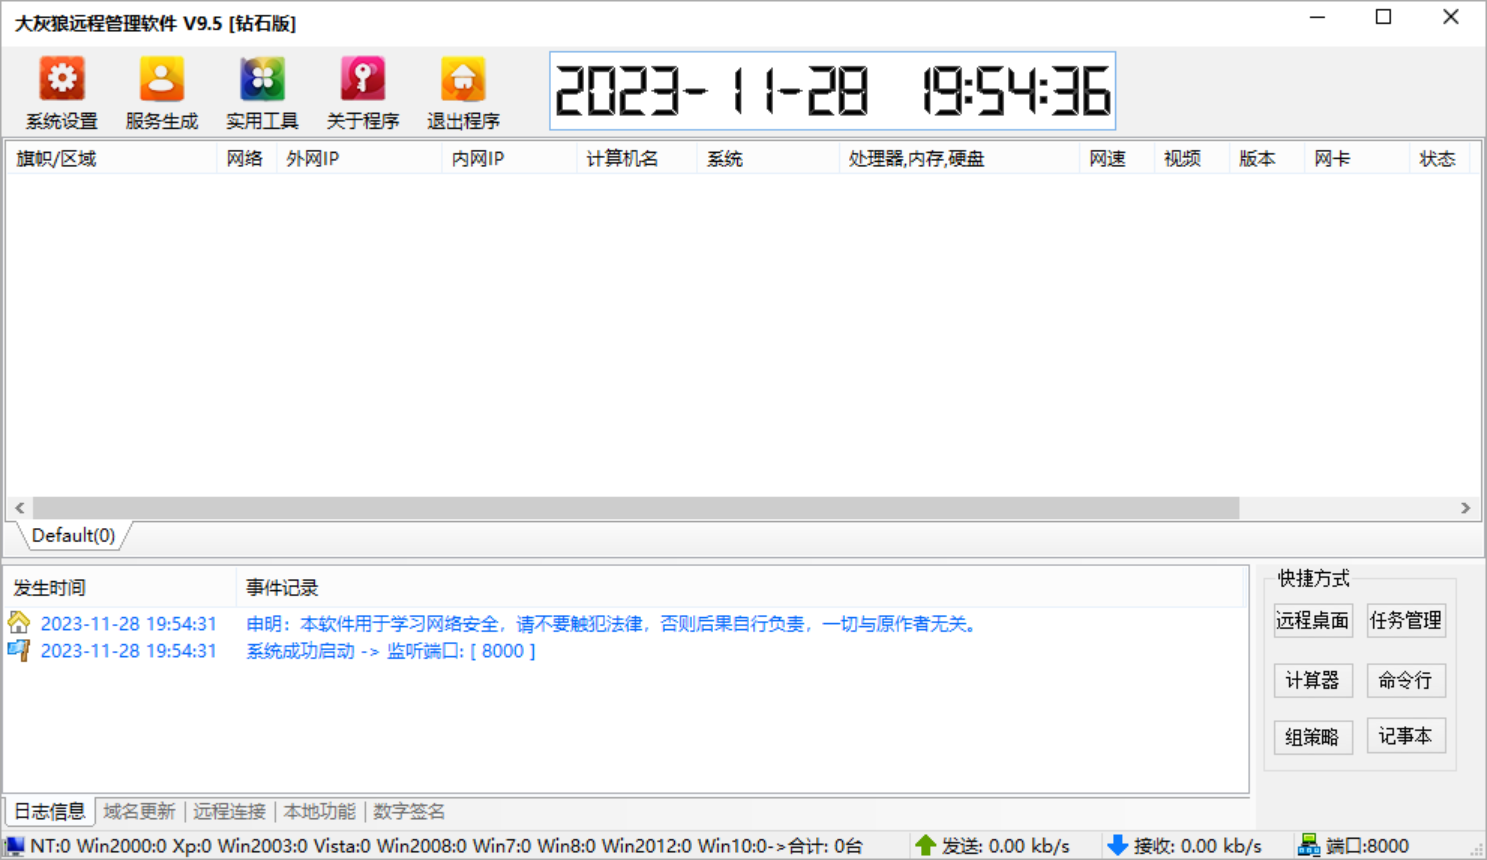 大灰狼远程管理软件 V9.5 [钻石版]
系统设置 服务生成 实用工具 关于程序 退出程序
2023-11-28 19:54:36
旗帜/区域 网络 外网IP 内网IP 计算机名 系统 处理器,内存,硬盘 网速 视频 版本 网卡 状态
Default(0)
发生时间 事件记录
2023-11-28 19:54:31 申明：本软件用于学习网络安全，请不要触犯法律，否则后果自行负责，一切与原作者无关。
2023-11-28 19:54:31 系统成功启动 -> 监听端口: [ 8000 ]
快捷方式
远程桌面 任务管理
计算器 命令行
组策略 记事本
日志信息 域名更新 远程连接 本地功能 数字签名
NT:0 Win2000:0 Xp:0 Win2003:0 Vista:0 Win2008:0 Win7:0 Win8:0 Win2012:0 Win10:0->合计: 0台 发送: 0.00 kb/s 接收: 0.00 kb/s 端口:8000